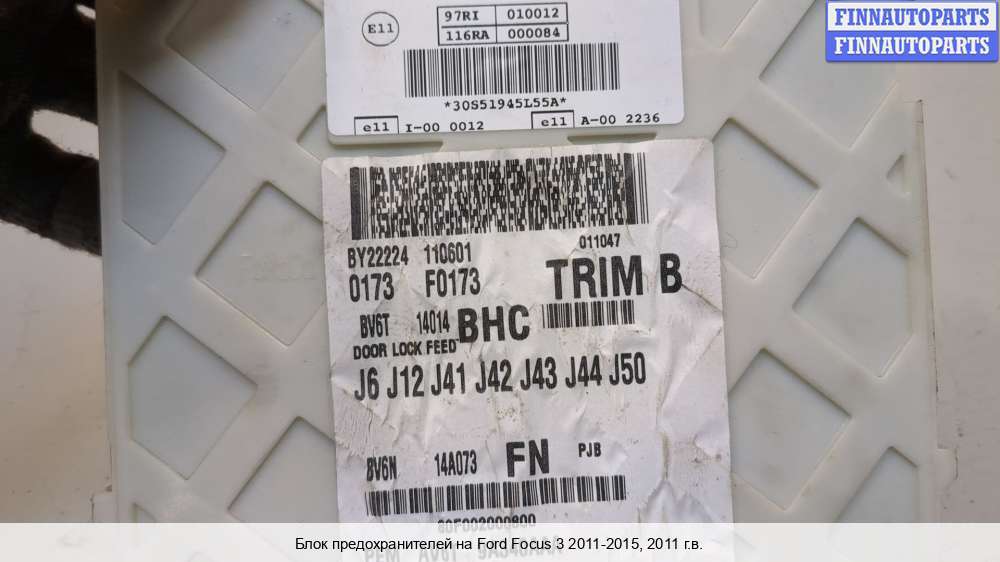 FINNAUTOPARTS
FINNAUTOPARTS
E11
97RI 010012
116RA 000084
*30S51945L55A*
e11 I-00 0012 e11 A-00 2236
BY22224 110601 011047
0173 F0173 TRIM B
BV6T 14014 BHC
DOOR LOCK FEED
J6 J12 J41 J42 J43 J44 J50
BV6N 14A073 FN PJB
Блок предохранителей на Ford Focus 3 2011-2015, 2011 г.в.